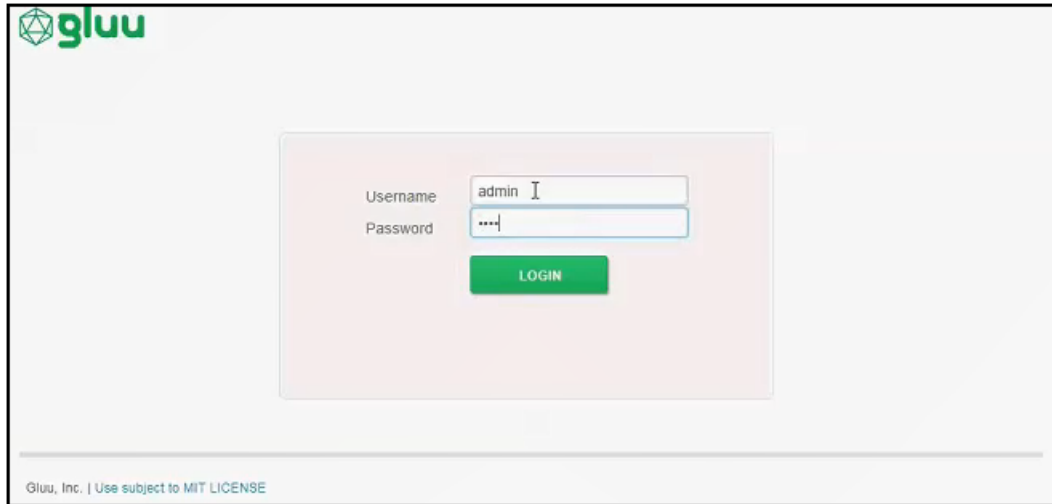 gluu
Username admin
Password ····
LOGIN
Gluu, Inc. | Use subject to MIT LICENSE